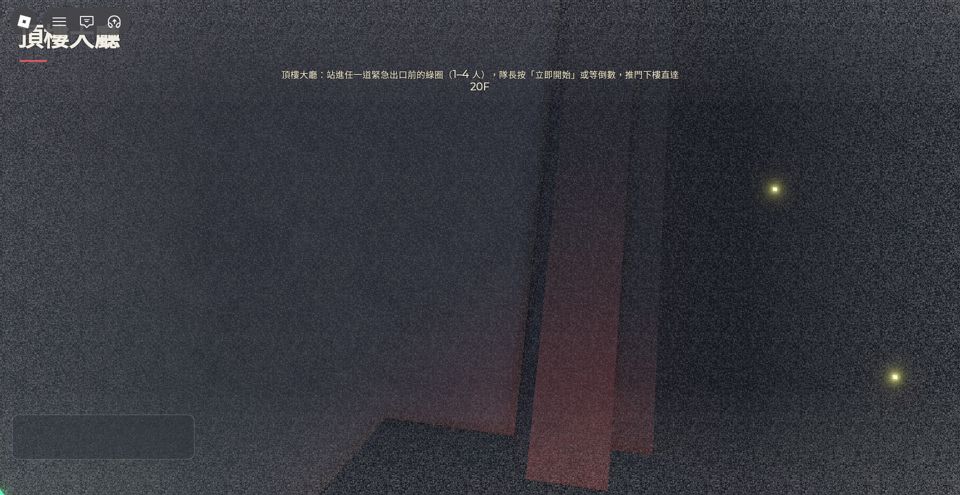 頂樓大廳
頂樓大廳：站進任一道緊急出口前的綠圈（1–4 人），隊長按「立即開始」或等倒數，推門下樓直達
20F